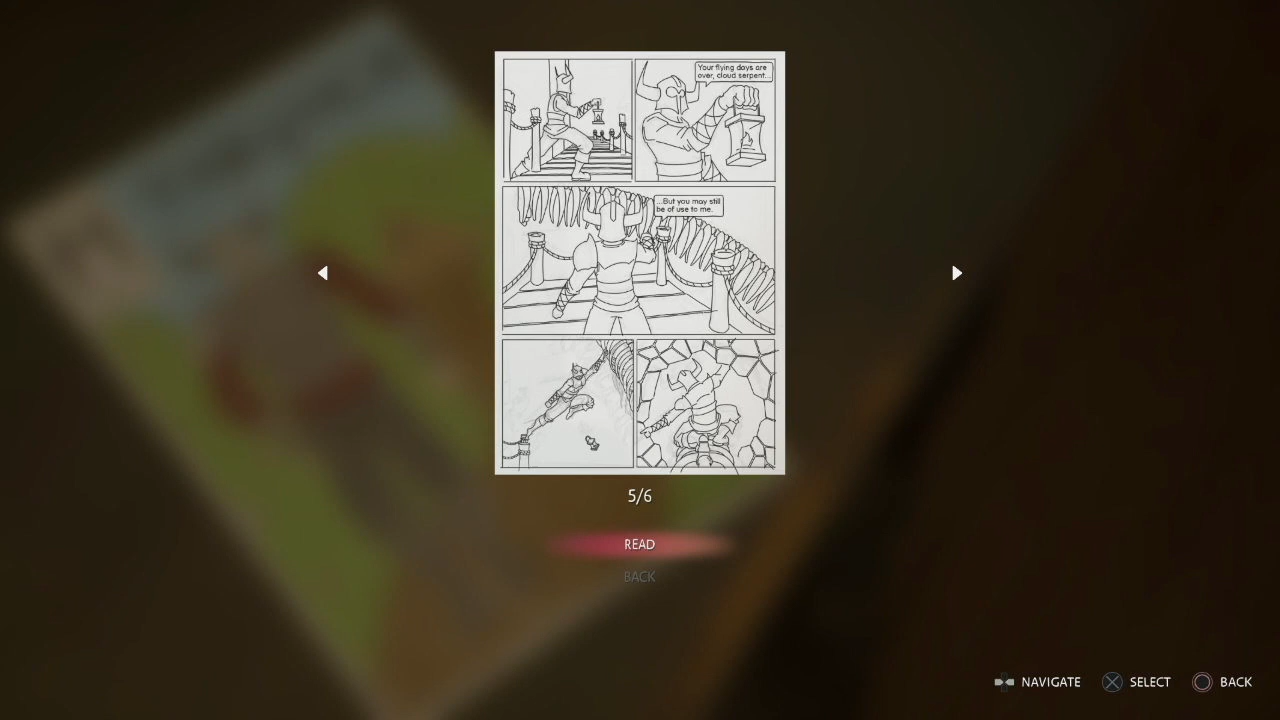 Your flying days are
over, cloud serpent...
...But you may still
be of use to me.
5/6
READ
BACK
NAVIGATE
SELECT
BACK